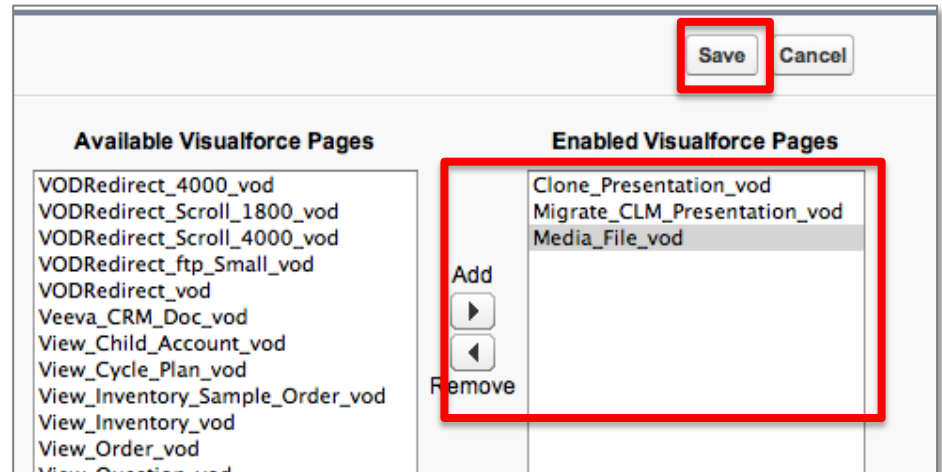 Save
Cancel
Available Visualforce Pages
VODRedirect_4000_vod
VODRedirect_Scroll_1800_vod
VODRedirect_Scroll_4000_vod
VODRedirect_ftp_Small_vod
VODRedirect_vod
Veeva_CRM_Doc_vod
View_Child_Account_vod
View_Cycle_Plan_vod
View_Inventory_Sample_Order_vod
View_Inventory_vod
View_Order_vod
Add
Remove
Enabled Visualforce Pages
Clone_Presentation_vod
Migrate_CLM_Presentation_vod
Media_File_vod